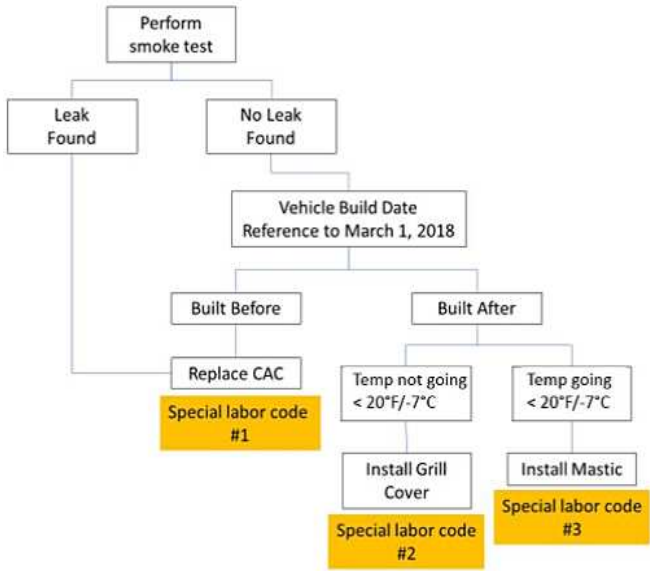 Perform
smoke test
Leak
Found
No Leak
Found
Vehicle Build Date
Reference to March 1, 2018
Built Before
Built After
Replace CAC
Special labor code
#1
Temp not going
< 20°F/-7°C
Temp going
< 20°F/-7°C
Install Grill
Cover
Special labor code
#2
Install Mastic
Special labor code
#3